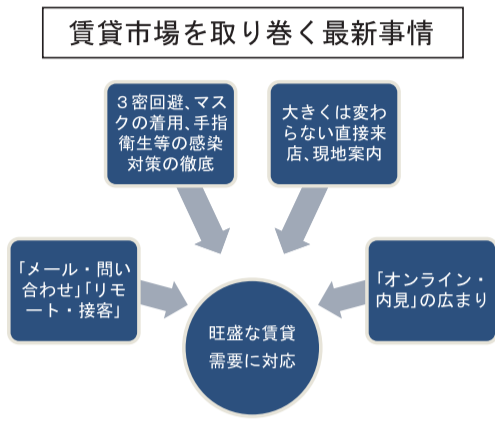 賃貸市場を取り巻く最新事情
３密回避、マス
クの着用、手指
衛生等の感染
対策の徹底
大きくは変わ
らない直接来
店、現地案内
｢メール・問い
合わせ｣｢リモ
ート・接客｣
｢オンライン・
内見｣の広まり
旺盛な賃貸
需要に対応